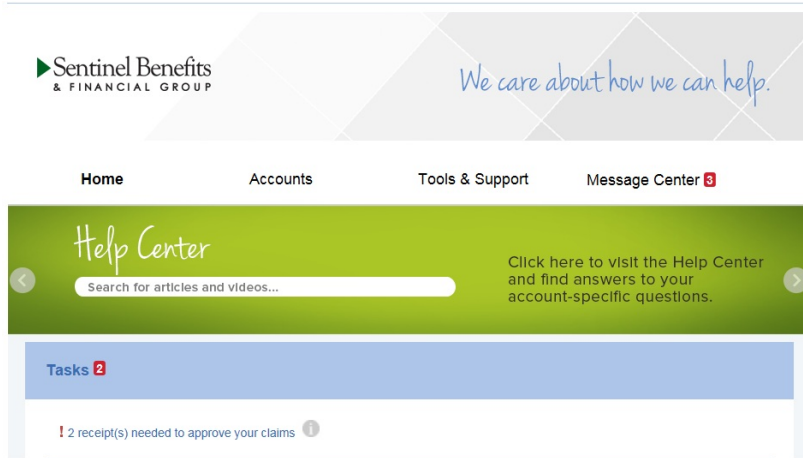 Sentinel Benefits
& FINANCIAL GROUP
We care about how we can help.
Home Accounts Tools & Support Message Center 3
Help Center
Search for articles and videos...
Click here to visit the Help Center
and find answers to your
account-specific questions.
Tasks 2
! 2 receipt(s) needed to approve your claims i